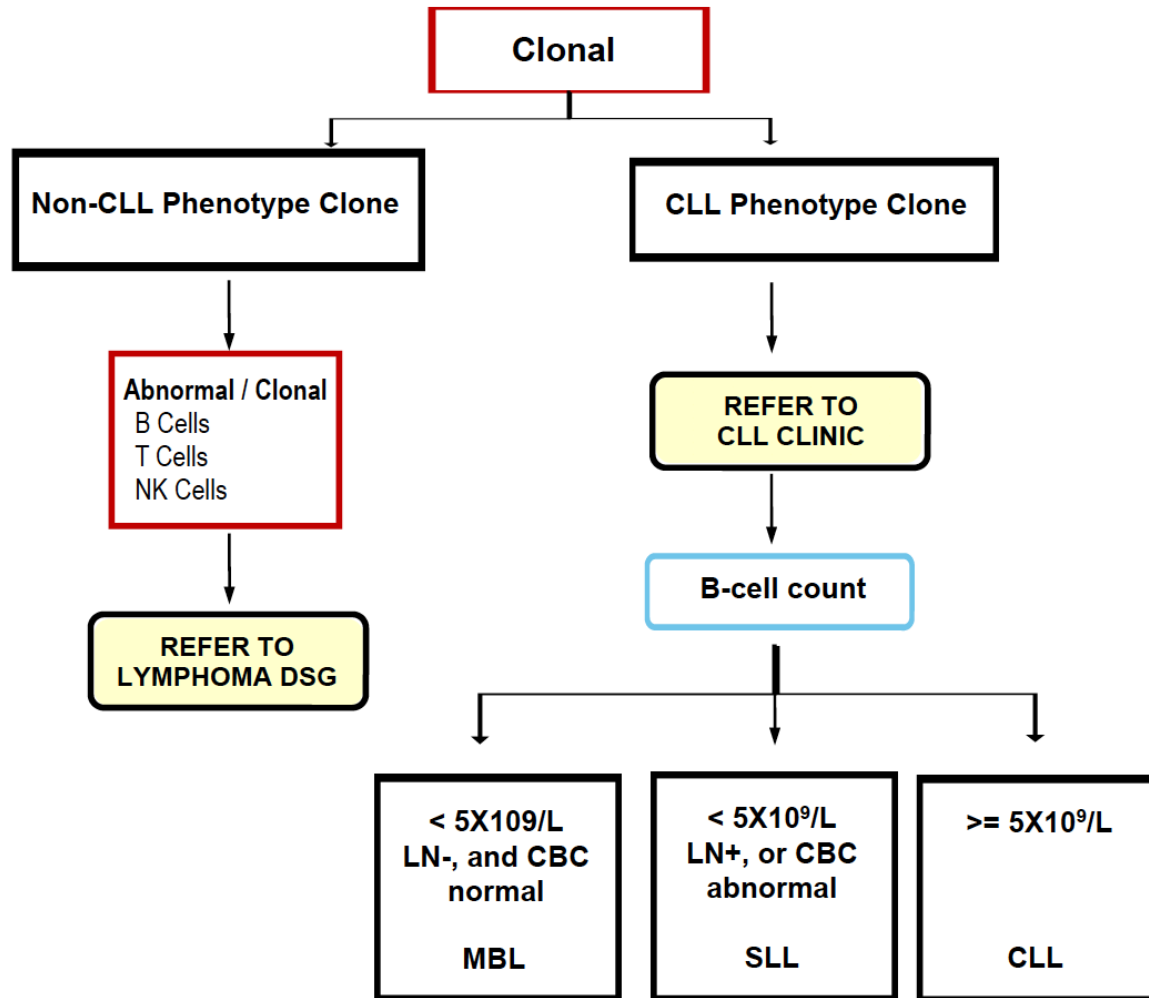 Clonal
Non-CLL Phenotype Clone
CLL Phenotype Clone
Abnormal / Clonal
B Cells
T Cells
NK Cells
REFER TO
CLL CLINIC
B-cell count
REFER TO
LYMPHOMA DSG
< 5X109/L
LN-, and CBC
normal
MBL
< 5X10⁹/L
LN+, or CBC
abnormal
SLL
>= 5X10⁹/L
CLL